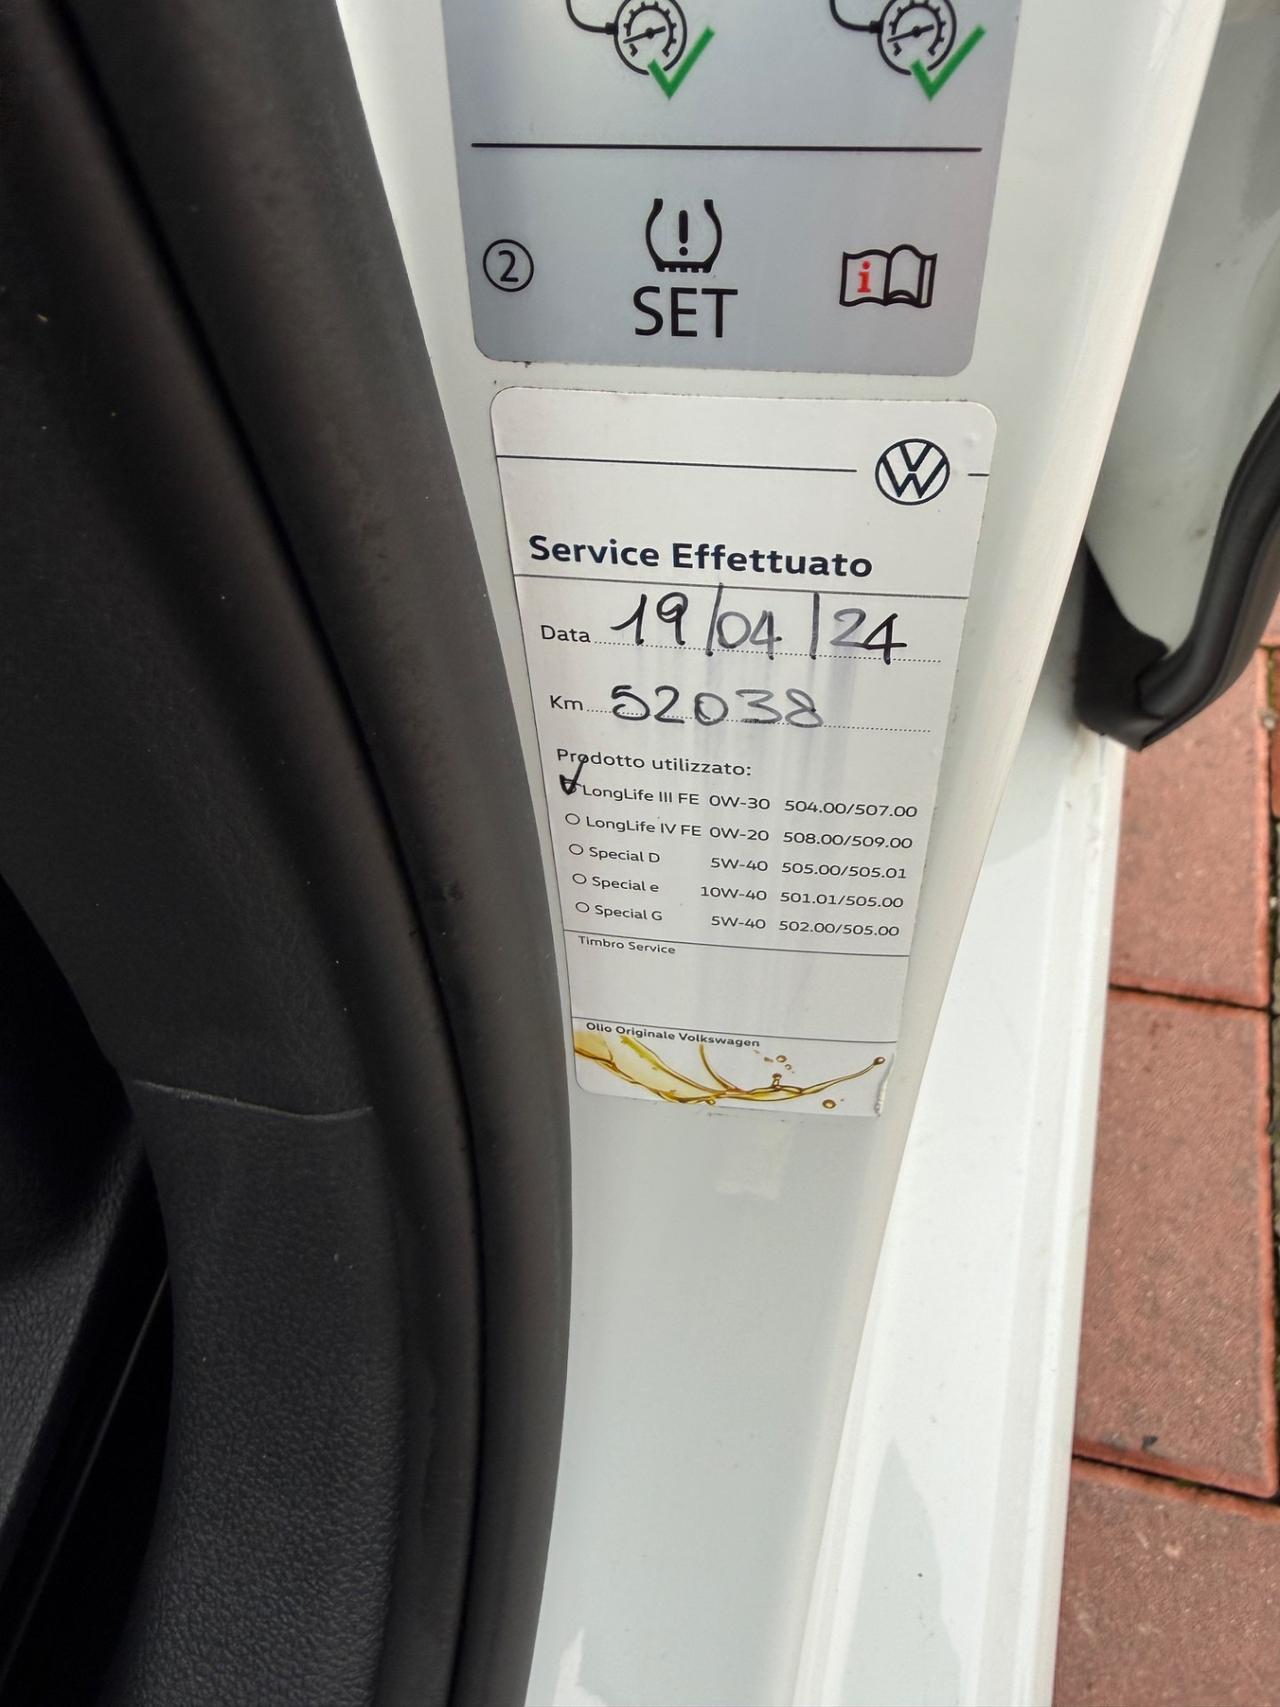 2
SET
i
Service Effettuato
Data 19/04/24
Km 52038
Prodotto utilizzato:
LongLife III FE 0W-30 504.00/507.00
LongLife IV FE 0W-20 508.00/509.00
Special D 5W-40 505.00/505.01
Special e 10W-40 501.01/505.00
Special G 5W-40 502.00/505.00
Timbro Service
Olio Originale Volkswagen